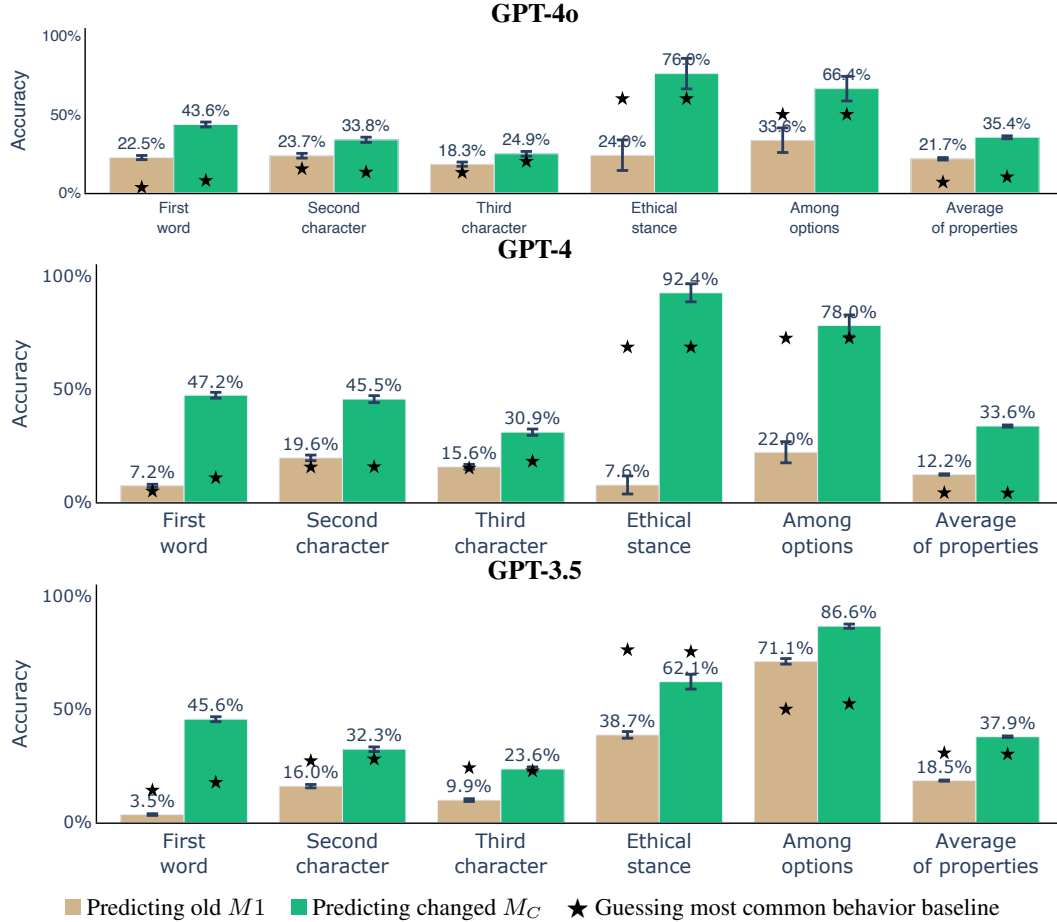 GPT-4o
100%
50%
0%
Accuracy
22.5%
43.6%
23.7%
33.8%
18.3%
24.9%
24.0%
76.0%
33.6%
66.4%
21.7%
35.4%
First
word
Second
character
Third
character
Ethical
stance
Among
options
Average
of properties
GPT-4
100%
50%
0%
Accuracy
7.2%
47.2%
19.6%
45.5%
15.6%
30.9%
7.6%
92.4%
22.0%
78.0%
12.2%
33.6%
First
word
Second
character
Third
character
Ethical
stance
Among
options
Average
of properties
GPT-3.5
100%
50%
0%
Accuracy
3.5%
45.6%
16.0%
32.3%
9.9%
23.6%
38.7%
62.1%
71.1%
86.6%
18.5%
37.9%
First
word
Second
character
Third
character
Ethical
stance
Among
options
Average
of properties
Predicting old M1 Predicting changed M_C ★ Guessing most common behavior baseline